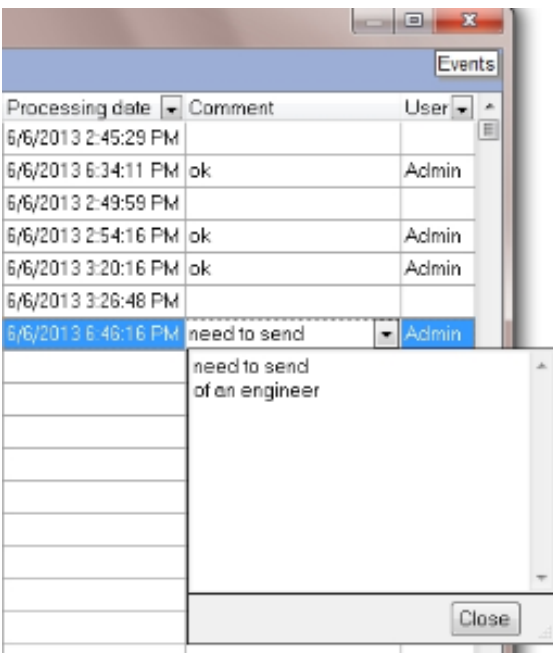 Events
Processing date Comment User
6/6/2013 2:45:29 PM
6/6/2013 6:34:11 PM ok Admin
6/6/2013 2:49:59 PM
6/6/2013 2:54:16 PM ok Admin
6/6/2013 3:20:16 PM ok Admin
6/6/2013 3:26:48 PM
6/6/2013 6:46:16 PM need to send Admin
need to send
of an engineer
Close